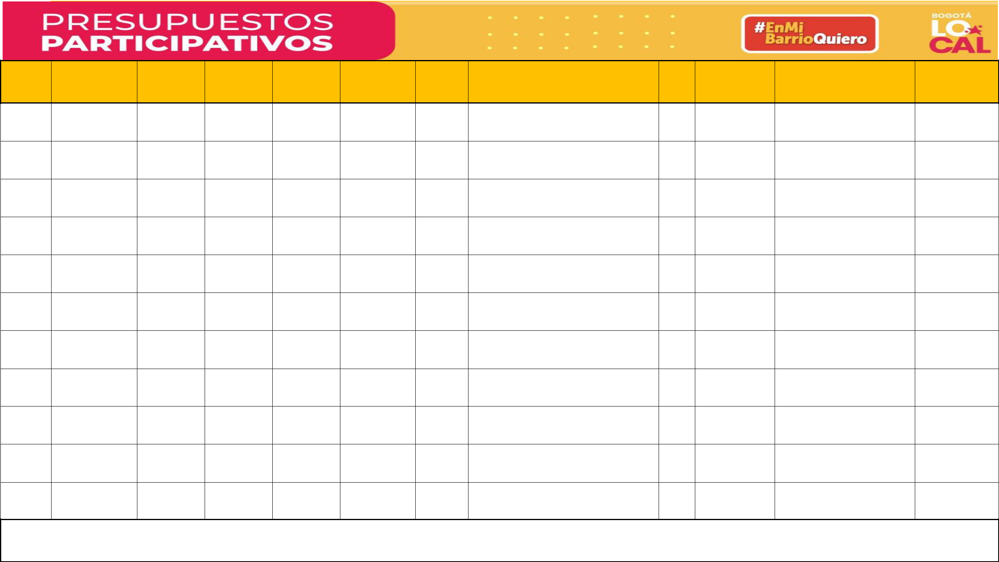 PRESUPUESTOS
PARTICIPATIVOS
#EnMi
BarrioQuiero
BOGOTÁ
LO
CAL